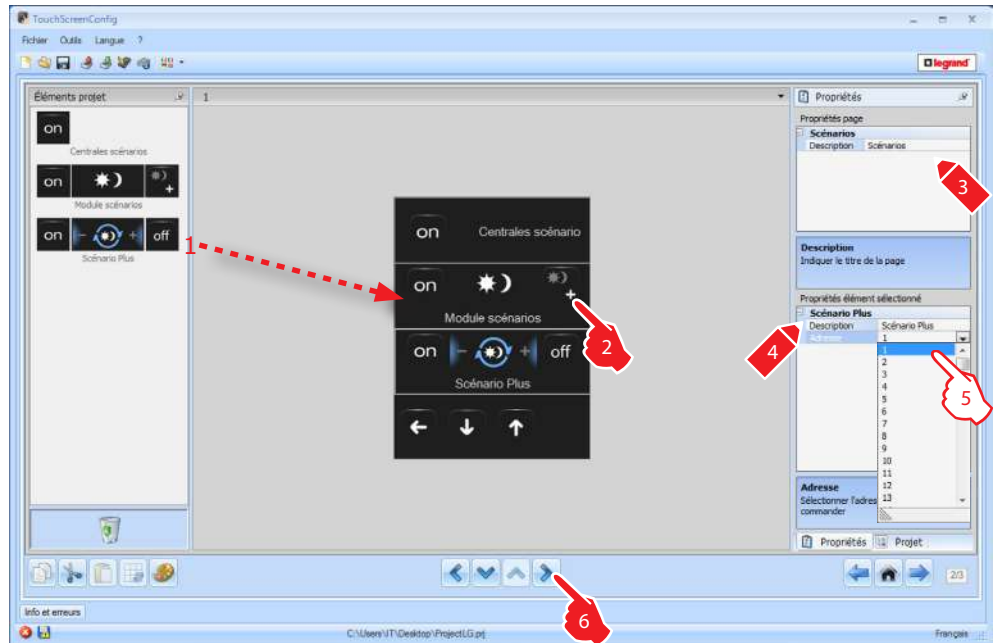 TouchScreenConfig
Fichier Outils Langue ?
legrand
Éléments projet
1
Propriétés
on
Centrales scénarios
on
+
Module scénarios
on - + off
Scénario Plus
1
on Centrales scénario
on
+
Module scénarios
2
on - + off
Scénario Plus
Propriétés page
Scénarios
Description Scénarios
3
Description
Indiquer le titre de la page
Propriétés élément sélectionné
Scénario Plus
Description Scénario Plus
Adresse 1
4
1
2
3
4
5
6
7
8
9
10
11
12
13
5
Adresse
Sélectionner l'adres
commander
Propriétés Projet
2/3
6
Info et erreurs
C:\Users\IT\Desktop\ProjectLG.prj
Français